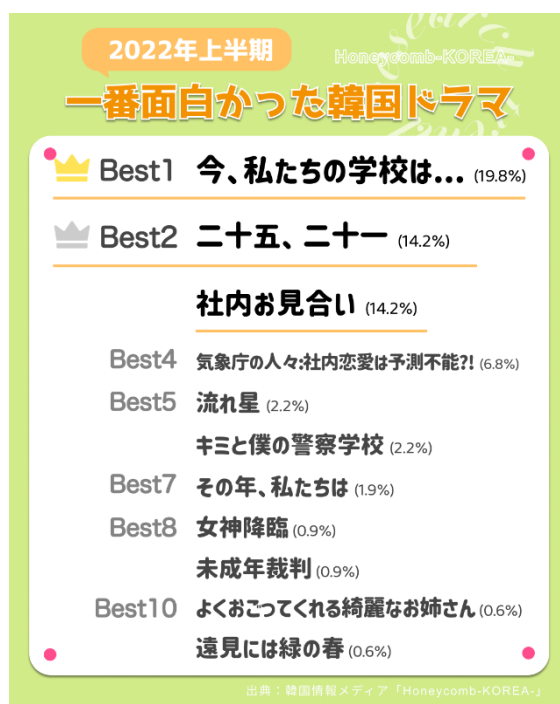 2022年上半期
Honeycomb-KOREA-
一番面白かった韓国ドラマ
Best1 今、私たちの学校は... (19.8%)
Best2 二十五、二十一 (14.2%)
社内お見合い (14.2%)
Best4 気象庁の人々:社内恋愛は予測不能?! (6.8%)
Best5 流れ星 (2.2%)
キミと僕の警察学校 (2.2%)
Best7 その年、私たちは (1.9%)
Best8 女神降臨 (0.9%)
未成年裁判 (0.9%)
Best10 よくおごってくれる綺麗なお姉さん (0.6%)
遠見には緑の春 (0.6%)
出典：韓国情報メディア「Honeycomb-KOREA-」